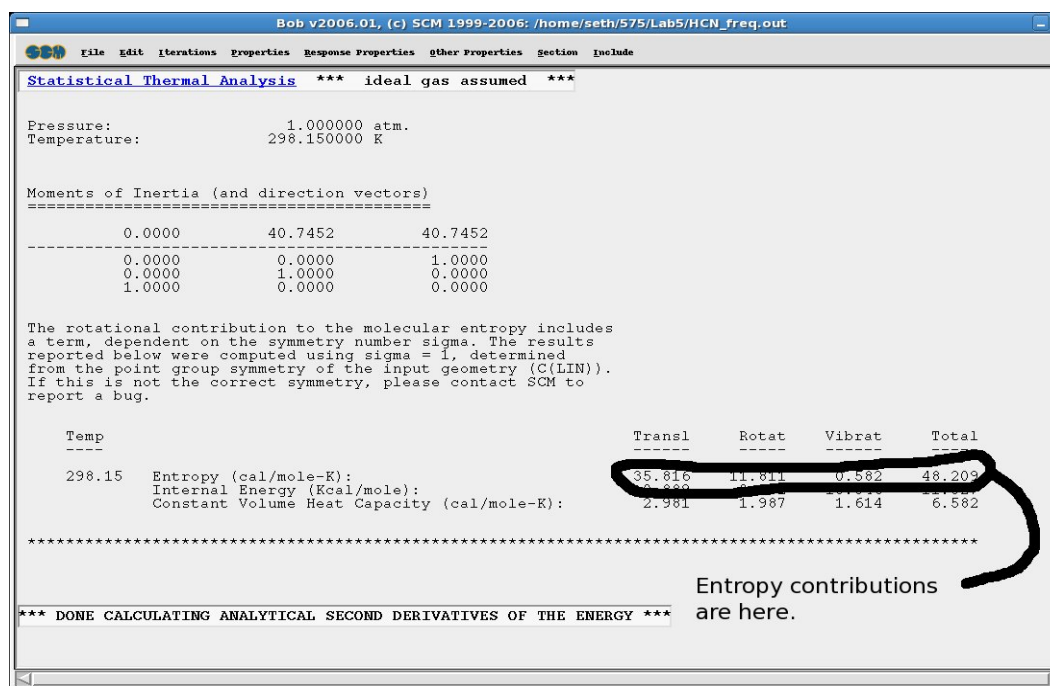 Bob v2006.01, (c) SCM 1999-2006: /home/seth/575/Lab5/HCN_freq.out
SCM File Edit Iterations Properties Response Properties Other Properties Section Include
Statistical Thermal Analysis *** ideal gas assumed ***
Pressure: 1.000000 atm.
Temperature: 298.150000 K
Moments of Inertia (and direction vectors)
==========================================
0.0000 40.7452 40.7452
------------------------------------------------
0.0000 0.0000 1.0000
0.0000 1.0000 0.0000
1.0000 0.0000 0.0000
The rotational contribution to the molecular entropy includes
a term, dependent on the symmetry number sigma. The results
reported below were computed using sigma = 1, determined
from the point group symmetry of the input geometry (C(LIN)).
If this is not the correct symmetry, please contact SCM to
report a bug.
Temp Transl Rotat Vibrat Total
---- ------ ----- ------ -----
298.15 Entropy (cal/mole-K): 35.816 11.811 0.582 48.209
Internal Energy (Kcal/mole):
Constant Volume Heat Capacity (cal/mole-K): 2.981 1.987 1.614 6.582
***************************************************************************************************
Entropy contributions
are here.
*** DONE CALCULATING ANALYTICAL SECOND DERIVATIVES OF THE ENERGY ***